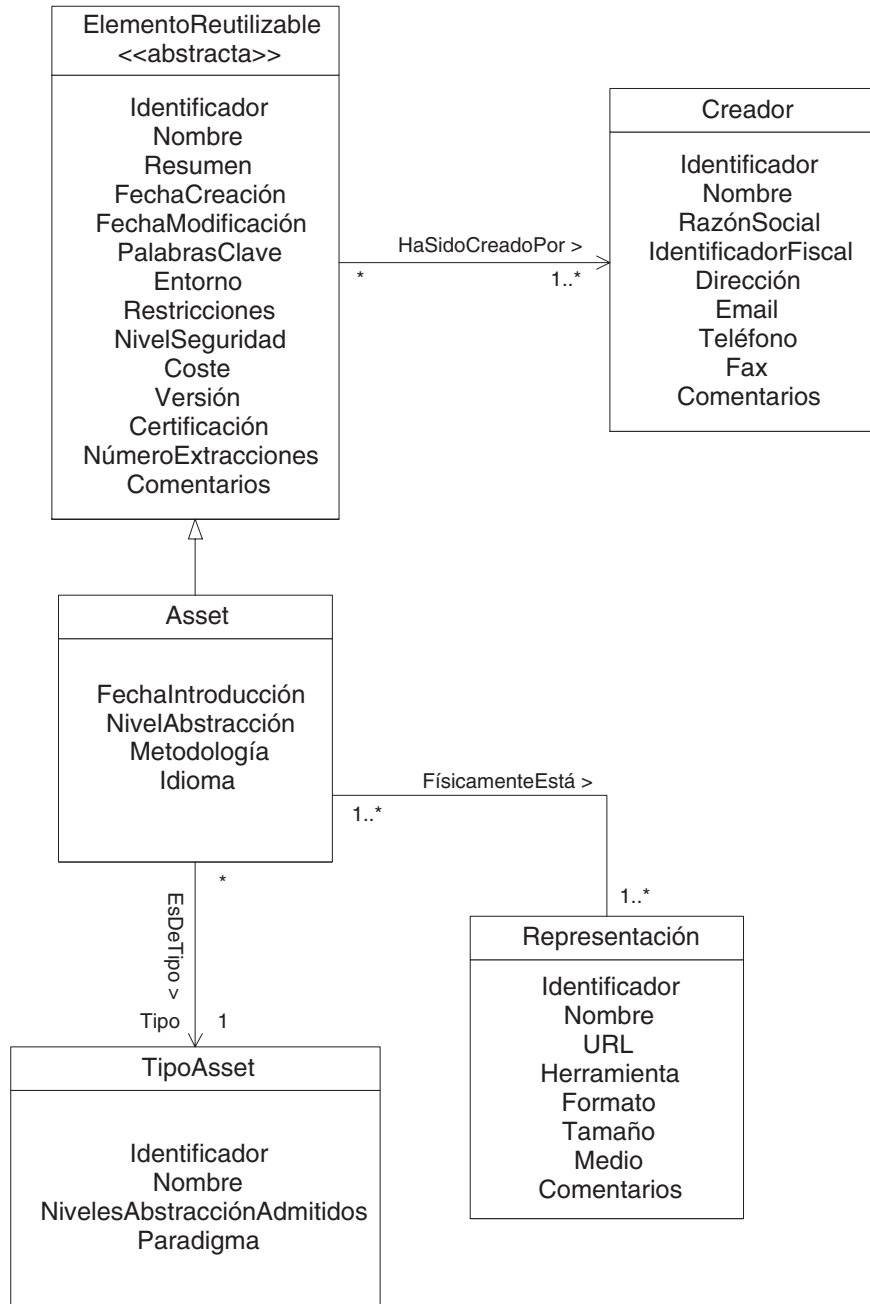 ElementoReutilizable
<<abstracta>>
Identificador
Nombre
Resumen
FechaCreación
FechaModificación
PalabrasClave
Entorno
Restricciones
NivelSeguridad
Coste
Versión
Certificación
NúmeroExtracciones
Comentarios
HaSidoCreadoPor >
*
1..*
Creador
Identificador
Nombre
RazónSocial
IdentificadorFiscal
Dirección
Email
Teléfono
Fax
Comentarios
Asset
FechaIntroducción
NivelAbstracción
Metodología
Idioma
FísicamenteEstá >
1..*
1..*
*
EsDeTipo >
Tipo
1
Representación
Identificador
Nombre
URL
Herramienta
Formato
Tamaño
Medio
Comentarios
TipoAsset
Identificador
Nombre
NivelesAbstracciónAdmitidos
Paradigma